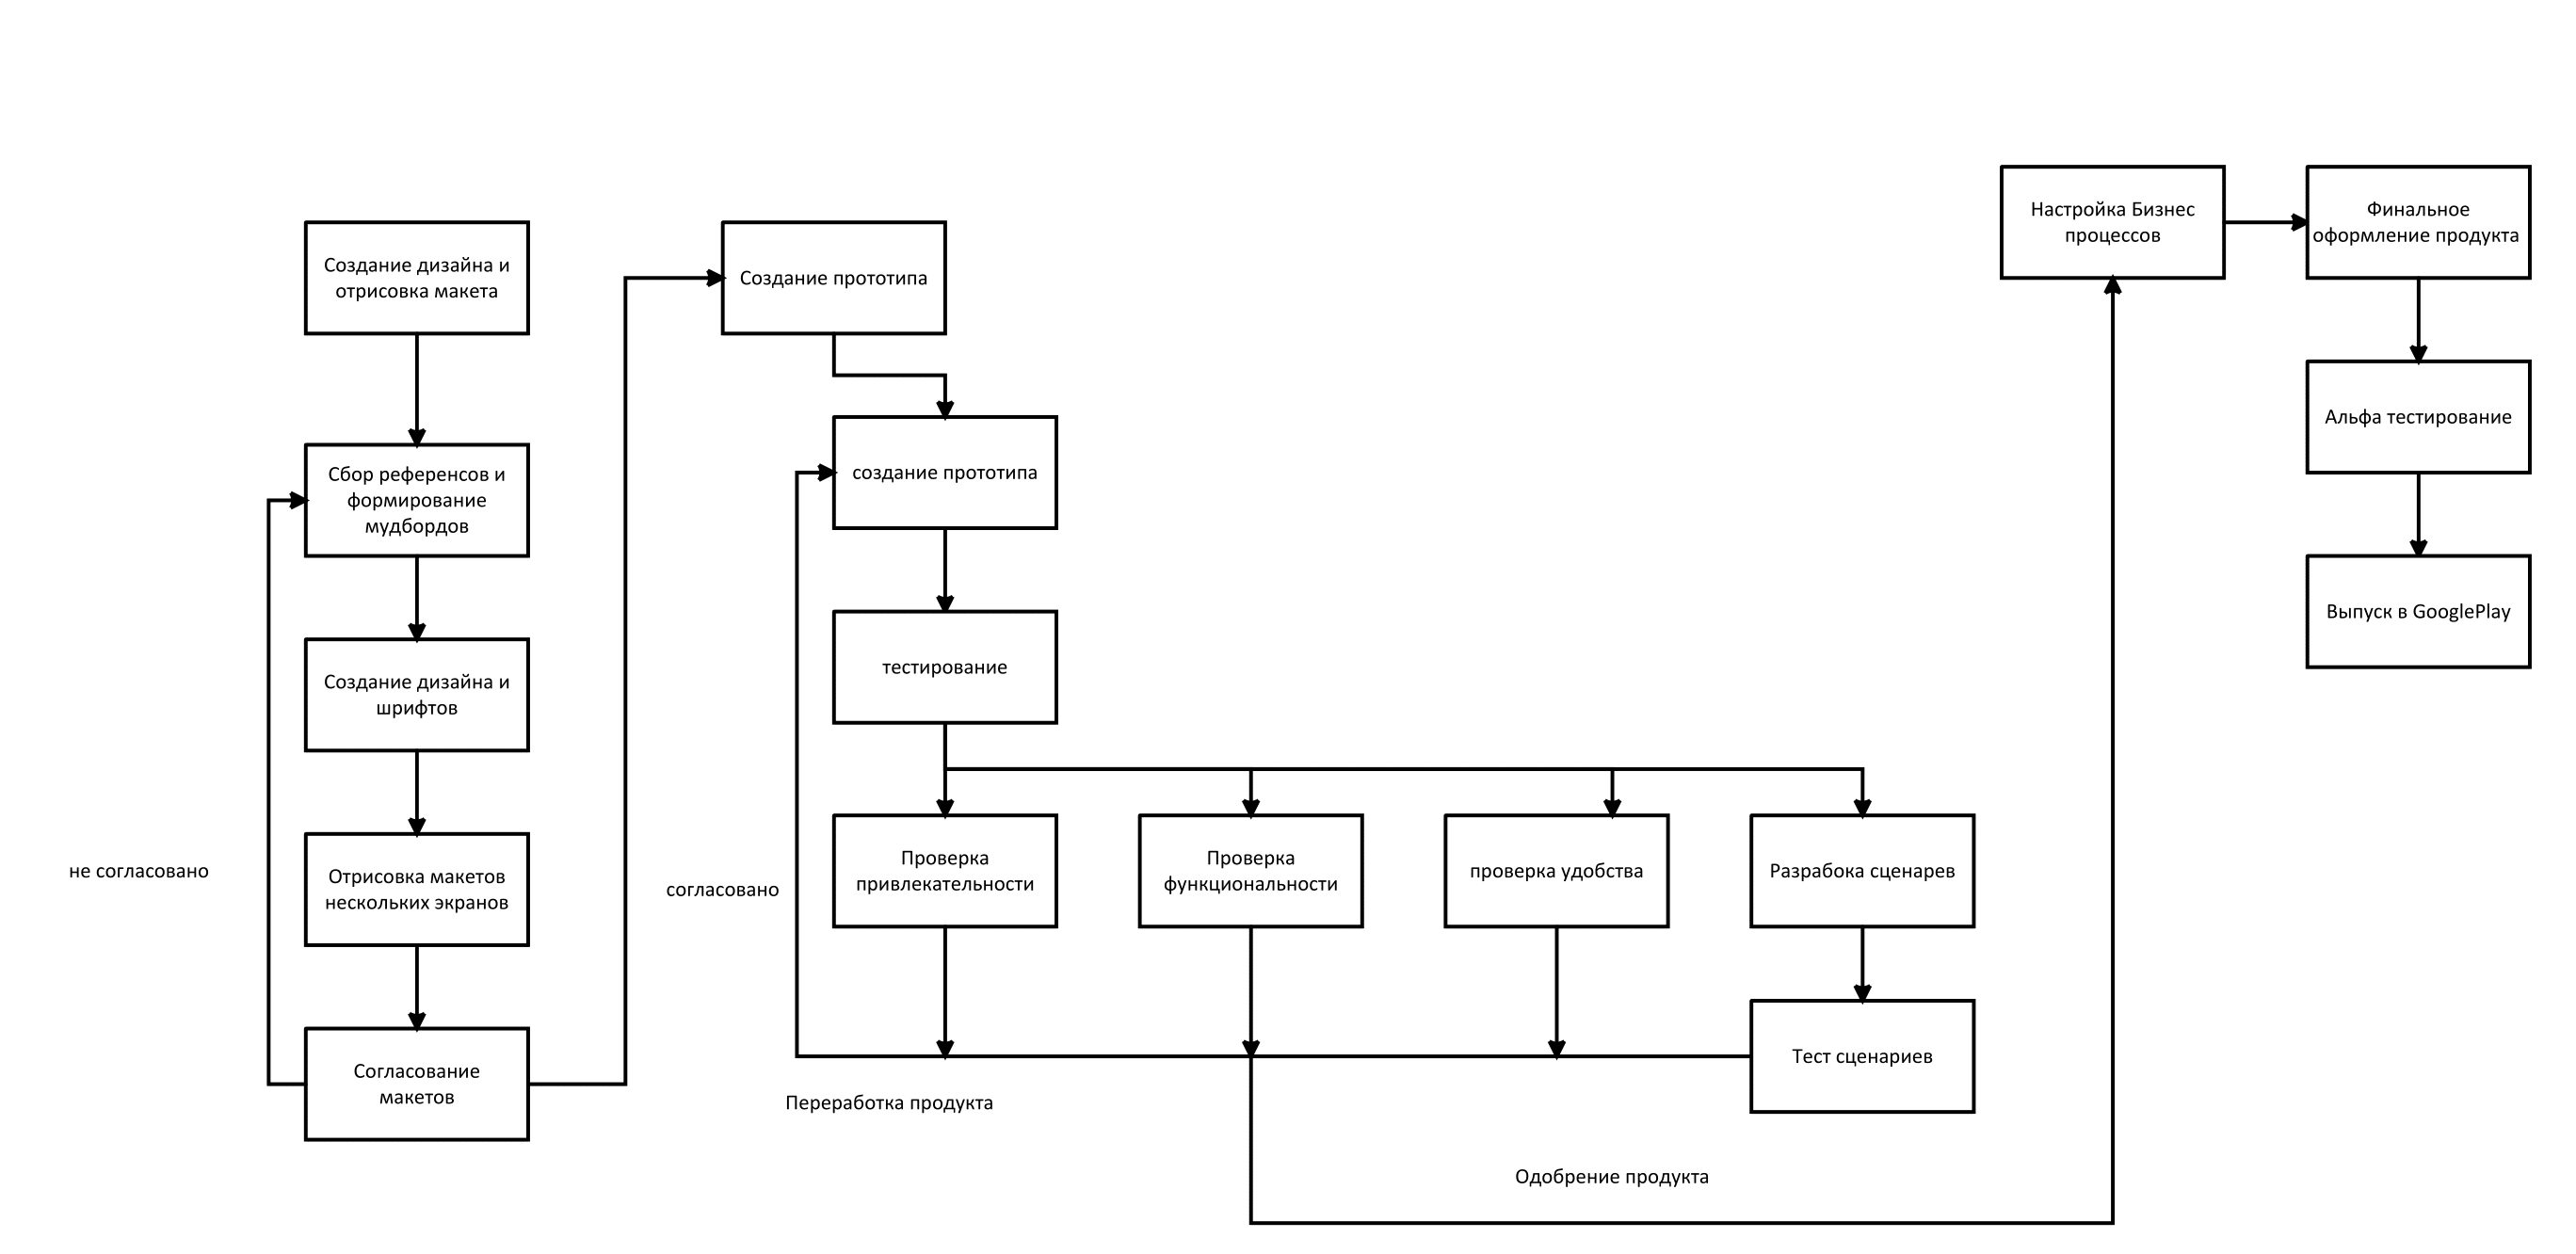 Создание дизайна и
отрисовка макета
Сбор референсов и
формирование
мудбордов
Создание дизайна и
шрифтов
не согласовано
Отрисовка макетов
нескольких экранов
Согласование
макетов
Создание прототипа
создание прототипа
тестирование
согласовано
Проверка
привлекательности
Проверка
функциональности
проверка удобства
Разрабока сценарев
Тест сценариев
Переработка продукта
Одобрение продукта
Настройка Бизнес
процессов
Финальное
оформление продукта
Альфа тестирование
Выпуск в GooglePlay